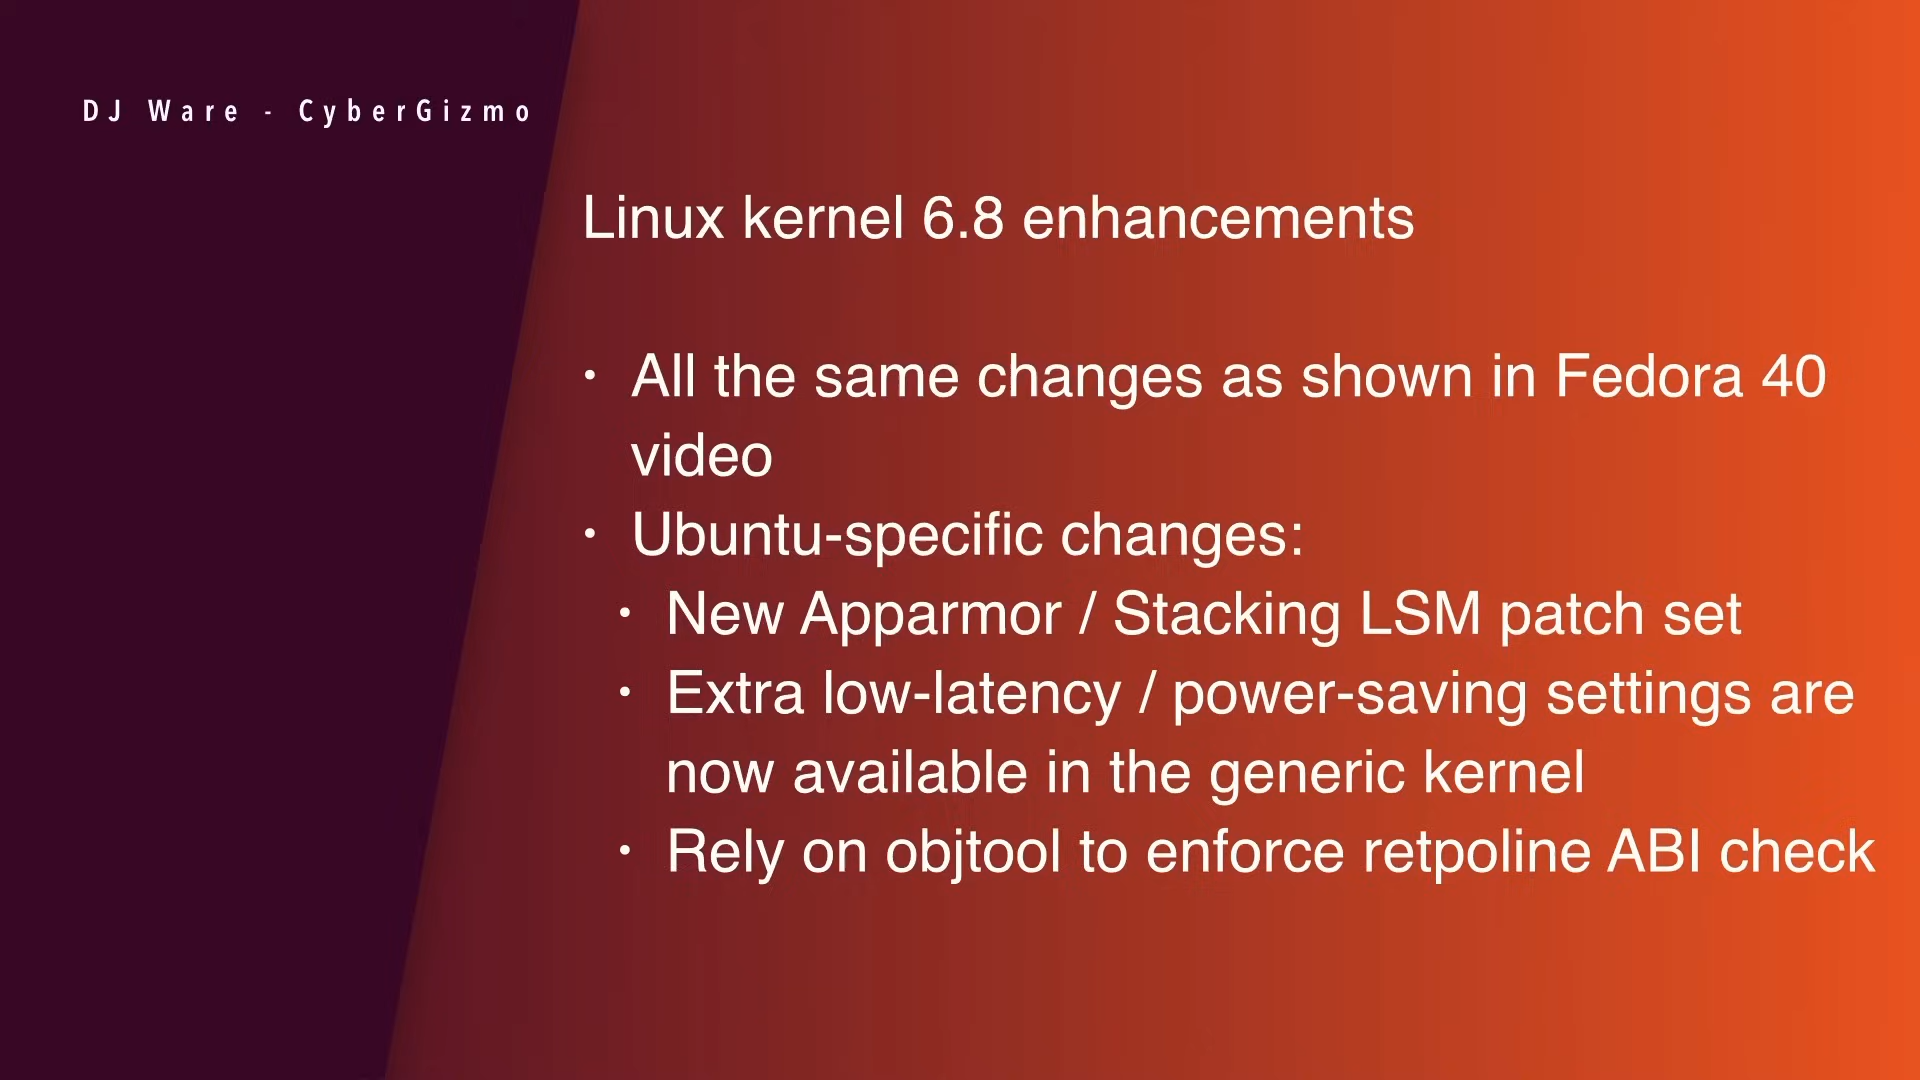 DJ Ware - CyberGizmo
Linux kernel 6.8 enhancements
• All the same changes as shown in Fedora 40
video
• Ubuntu-specific changes:
• New Apparmor / Stacking LSM patch set
• Extra low-latency / power-saving settings are
now available in the generic kernel
• Rely on objtool to enforce retpoline ABI check